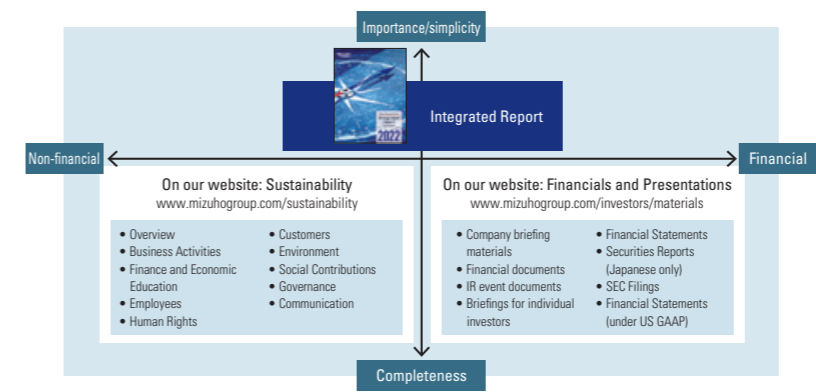 Importance/simplicity
2022
Integrated Report
Non-financial
Financial
On our website: Sustainability
www.mizuhogroup.com/sustainability
• Overview
• Business Activities
• Finance and Economic
Education
• Employees
• Human Rights
• Customers
• Environment
• Social Contributions
• Governance
• Communication
On our website: Financials and Presentations
www.mizuhogroup.com/investors/materials
• Company briefing
materials
• Financial documents
• IR event documents
• Briefings for individual
investors
• Financial Statements
• Securities Reports
(Japanese only)
• SEC Filings
• Financial Statements
(under US GAAP)
Completeness